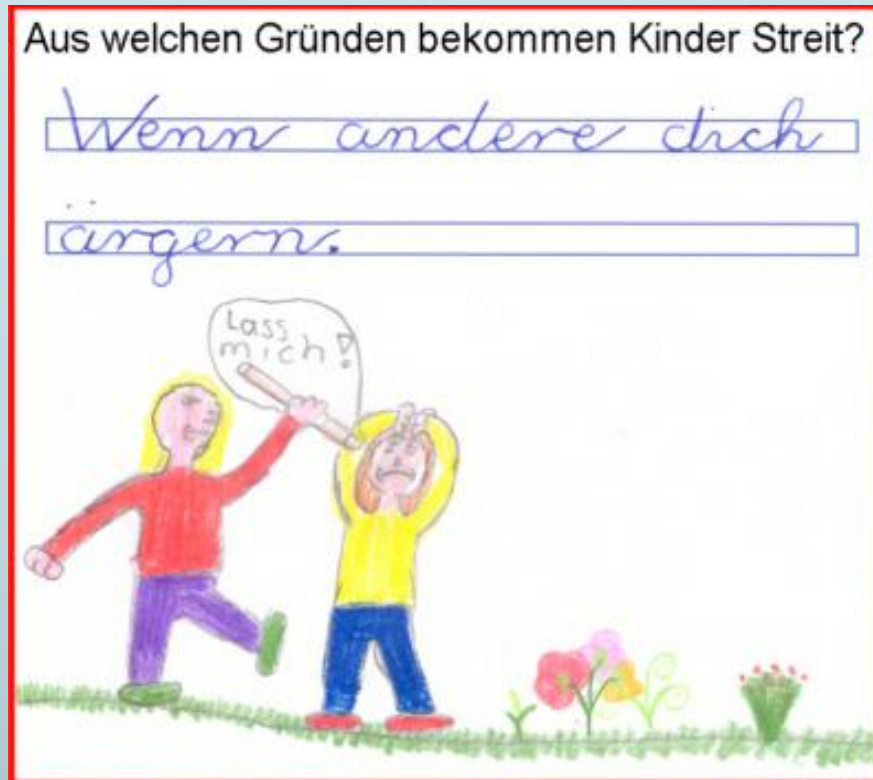 Aus welchen Gründen bekommen Kinder Streit?
Wenn andere dich
ärgern.
Lass
mich!